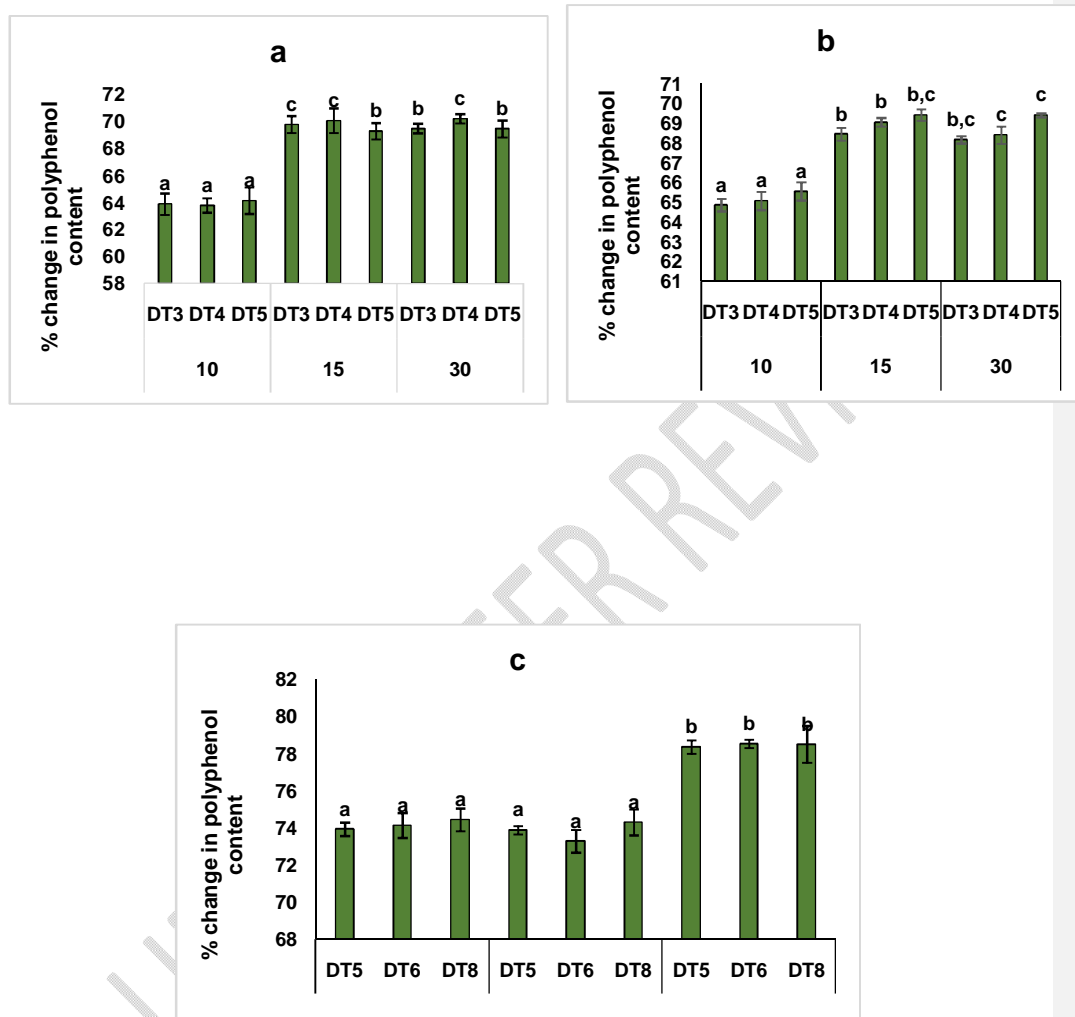 a
% change in polyphenol
content
72
70
68
66
64
62
60
58
a a a c c b b c b
DT3 DT4 DT5 DT3 DT4 DT5 DT3 DT4 DT5
10 15 30
b
% change in polyphenol
content
71
70
69
68
67
66
65
64
63
62
61
a a a b b b,c b,c c c
DT3 DT4 DT5 DT3 DT4 DT5 DT3 DT4 DT5
10 15 30
c
% change in polyphenol
content
82
80
78
76
74
72
70
68
a a a a a a b b b
DT5 DT6 DT8 DT5 DT6 DT8 DT5 DT6 DT8